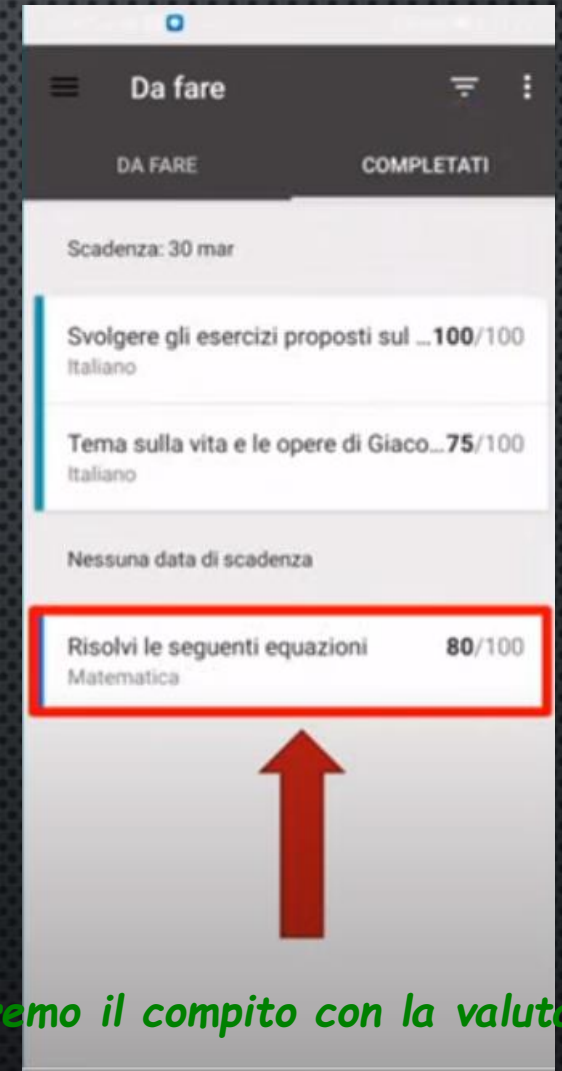 Da fare
DA FARE COMPLETATI
Scadenza: 30 mar
Svolgere gli esercizi proposti sul ... 100/100
Italiano
Tema sulla vita e le opere di Giaco... 75/100
Italiano
Nessuna data di scadenza
Risolvi le seguenti equazioni 80/100
Matematica
il compito con la